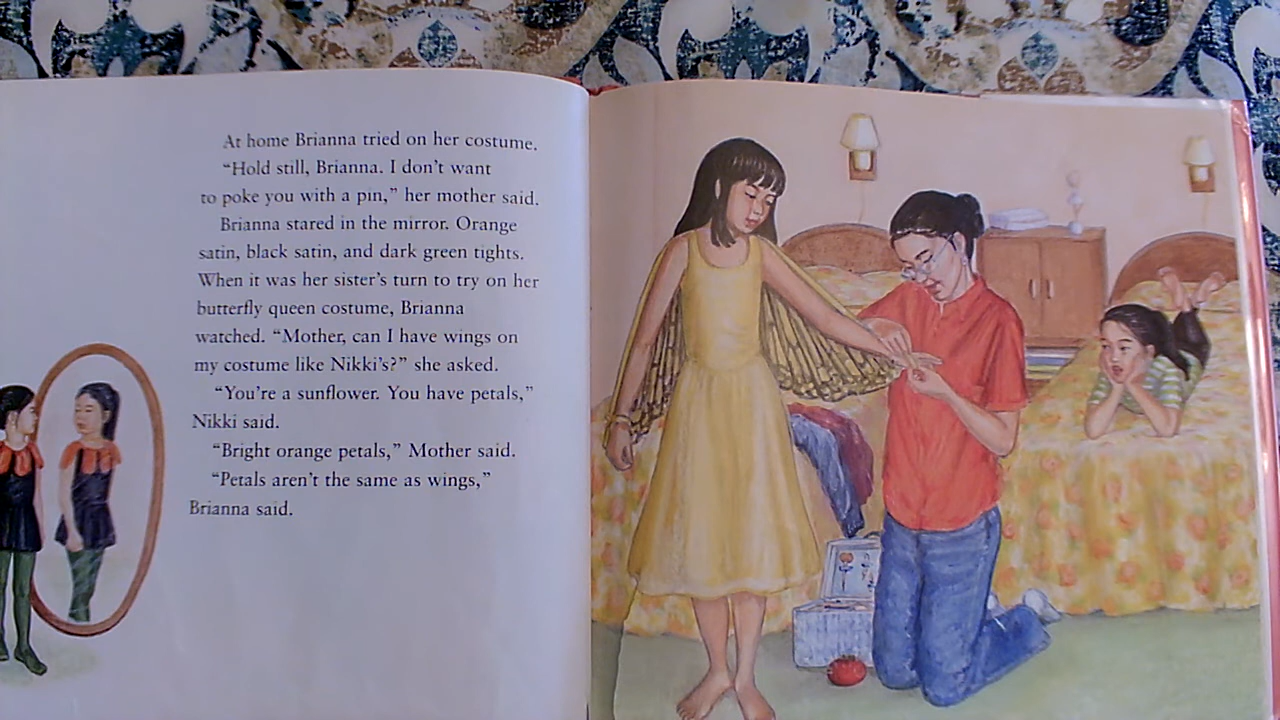 At home Brianna tried on her costume.
“Hold still, Brianna. I don’t want
to poke you with a pin,” her mother said.
Brianna stared in the mirror. Orange
satin, black satin, and dark green tights.
When it was her sister’s turn to try on her
butterfly queen costume, Brianna
watched. “Mother, can I have wings on
my costume like Nikki’s?” she asked.
“You’re a sunflower. You have petals,”
Nikki said.
“Bright orange petals,” Mother said.
“Petals aren’t the same as wings,”
Brianna said.